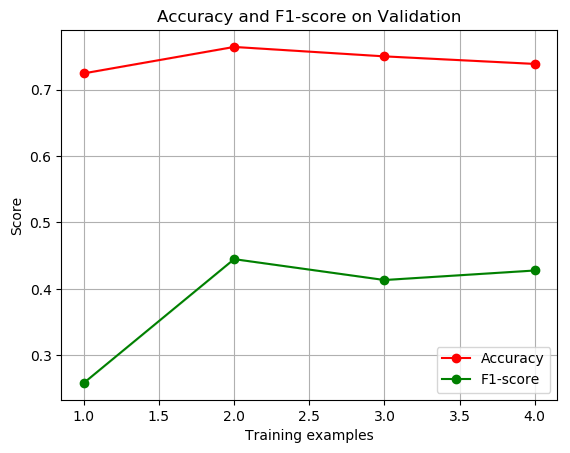 Accuracy and F1-score on Validation
Score
0.7
0.6
0.5
0.4
0.3
Accuracy
F1-score
1.0 1.5 2.0 2.5 3.0 3.5 4.0
Training examples